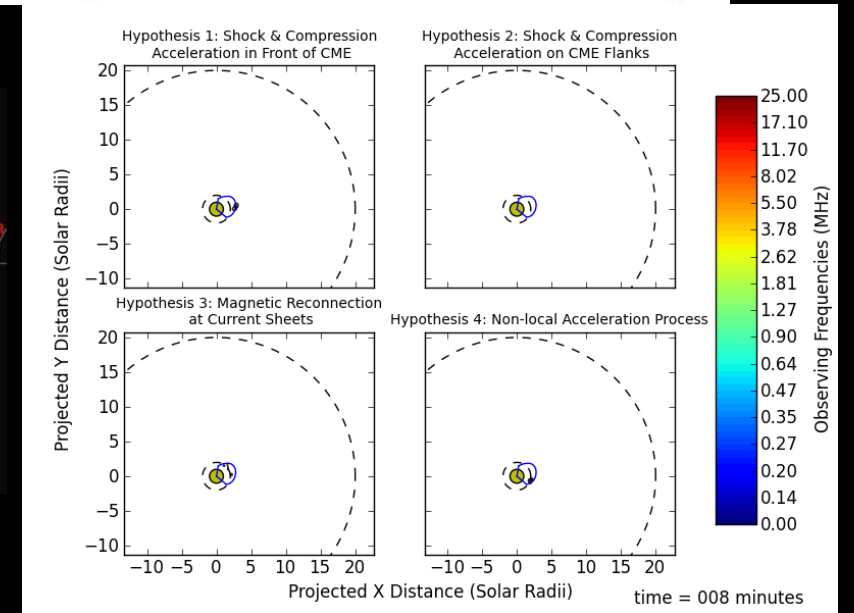 Hypothesis 1: Shock & Compression
Acceleration in Front of CME
Hypothesis 2: Shock & Compression
Acceleration on CME Flanks
20
15
10
5
0
−5
−10
Hypothesis 3: Magnetic Reconnection
at Current Sheets
Hypothesis 4: Non-local Acceleration Process
20
15
10
5
0
−5
−10
−10 −5 0 5 10 15 20
−10 −5 0 5 10 15 20
Projected Y Distance (Solar Radii)
Projected X Distance (Solar Radii)
25.00
17.10
11.70
8.02
5.50
3.78
2.62
1.81
1.27
0.90
0.64
0.47
0.35
0.27
0.20
0.14
0.00
Observing Frequencies (MHz)
time = 008 minutes